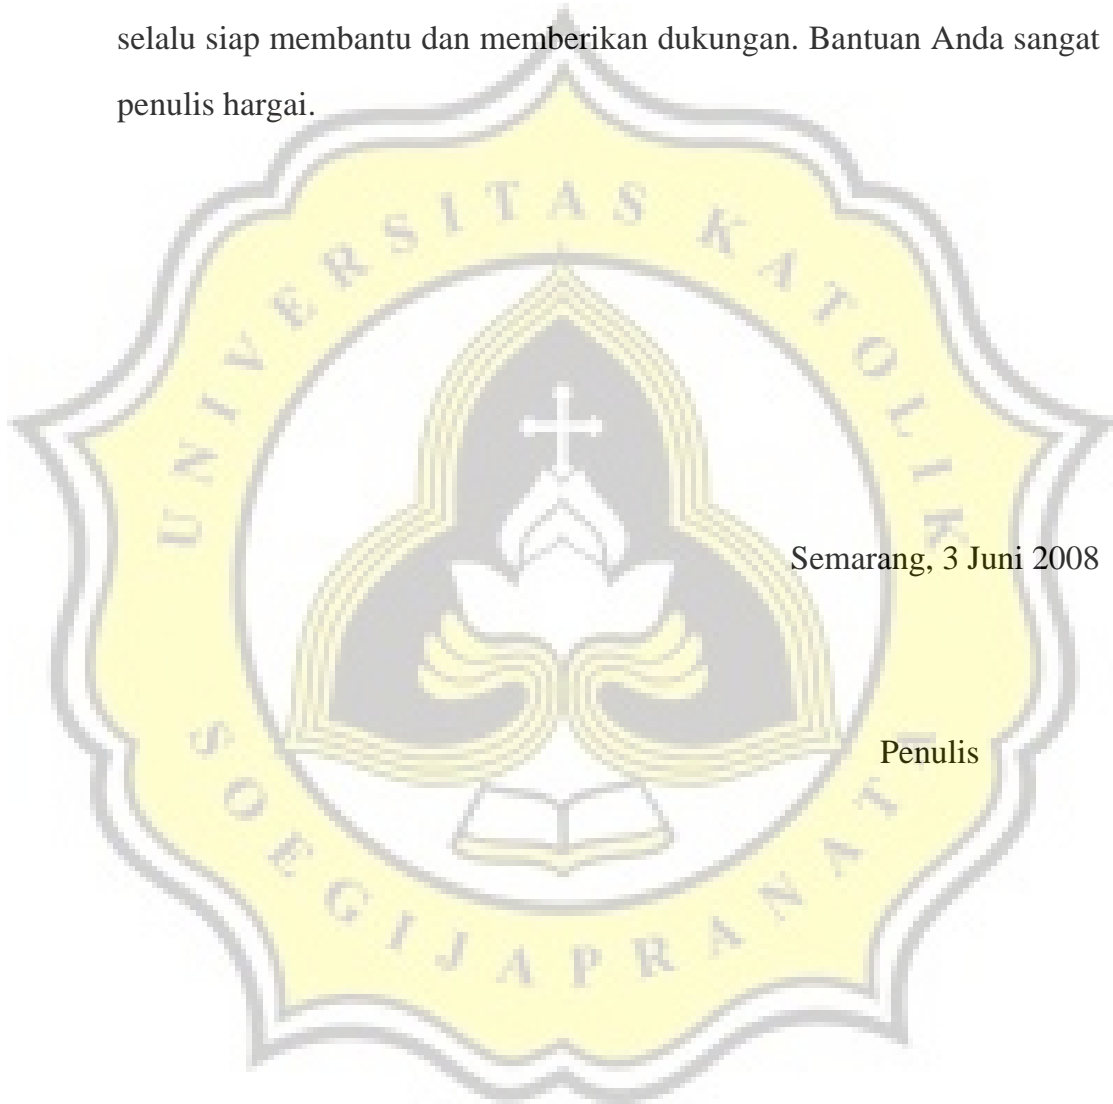 selalu siap membantu dan memberikan dukungan. Bantuan Anda sangat
penulis hargai.
UNIVERSITAS KATOLIK
Semarang, 3 Juni 2008
Penulis
SOEGIJAPRANATA